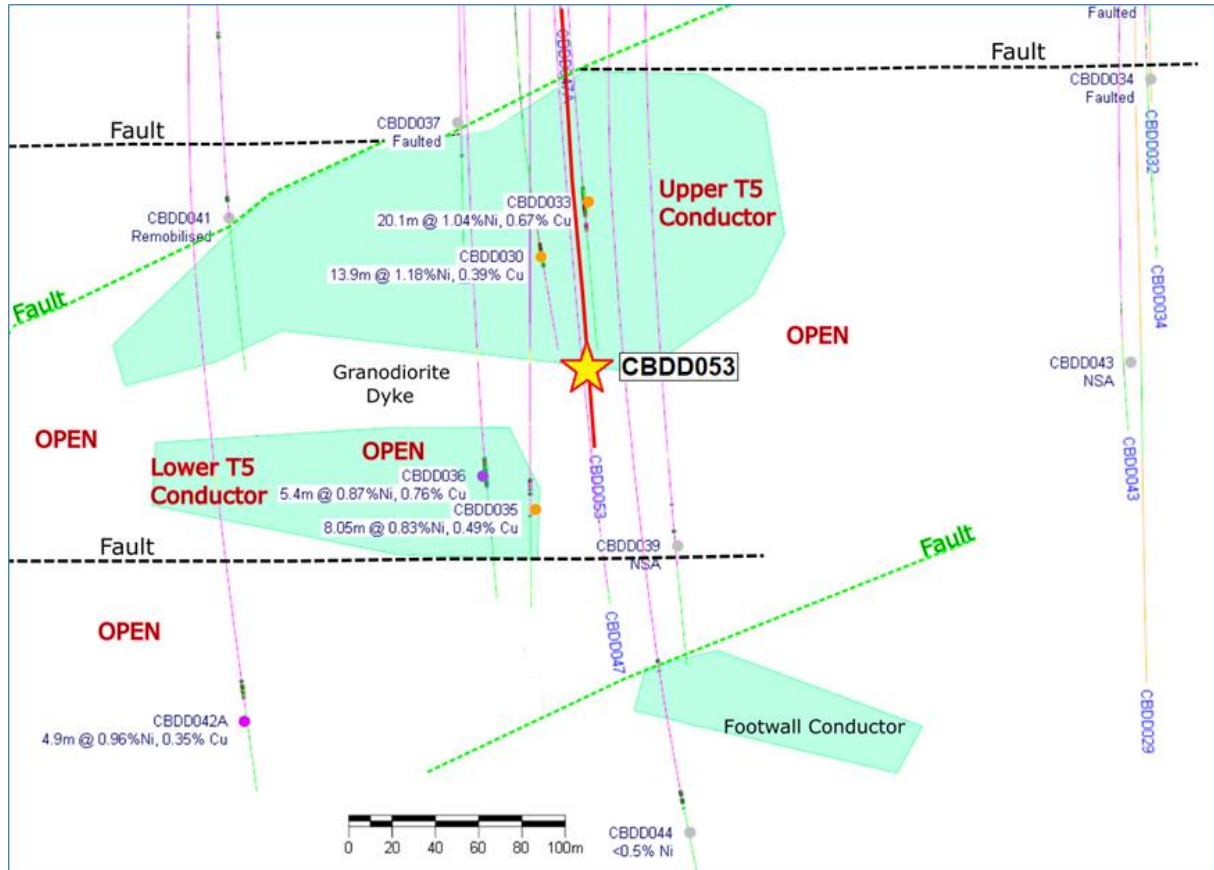 Faulted
Fault
CBDD034
Faulted
CBDD037
Faulted
Fault
CBDD032
CBDD033
20.1m @ 1.04%Ni, 0.67% Cu
Upper T5
Conductor
CBDD041
Remobilised
CBDD030
13.9m @ 1.18%Ni, 0.39% Cu
Fault
CBDD034
OPEN
CBDD053
CBDD043
NSA
Granodiorite
Dyke
OPEN
OPEN
Lower T5
Conductor
CBDD036
5.4m @ 0.87%Ni, 0.76% Cu
CBDD053
CBDD043
CBDD035
8.05m @ 0.83%Ni, 0.49% Cu
Fault
CBDD039
NSA
Fault
OPEN
CBDD047
CBDD042A
4.9m @ 0.96%Ni, 0.35% Cu
Footwall Conductor
CBDD029
0 20 40 60 80 100m
CBDD044
<0.5% Ni